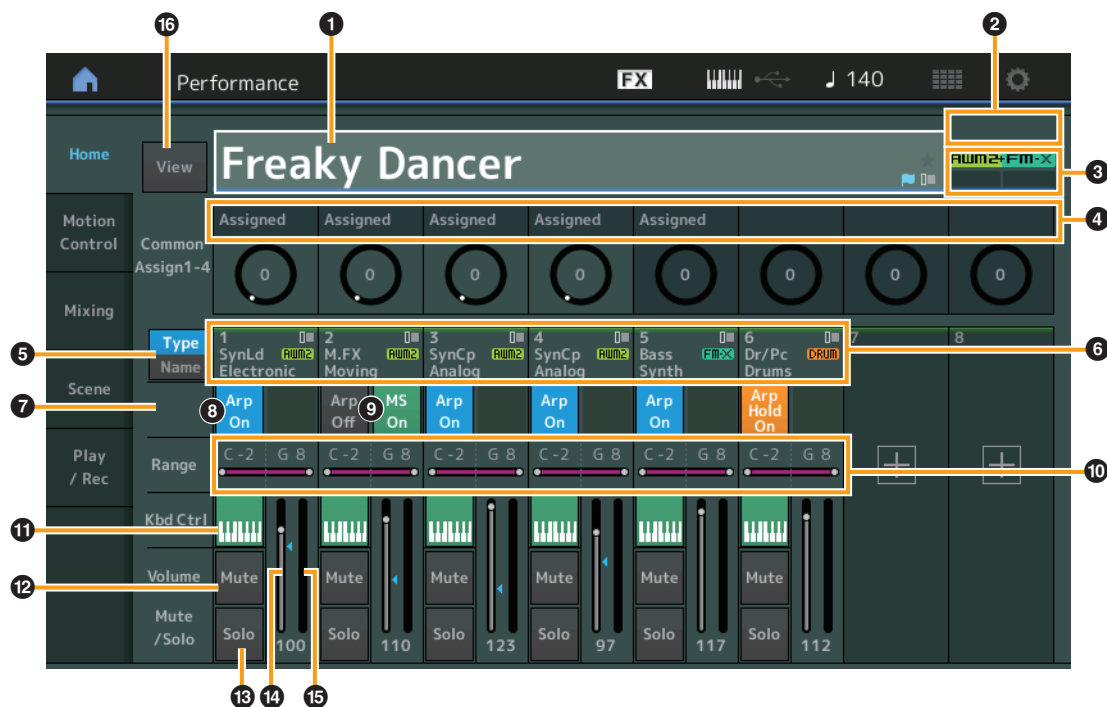 16 1 2
Performance FX 140
Home View Freaky Dancer AWM2+FM-X 3
Motion Control Common Assign1-4 Assigned Assigned Assigned Assigned Assigned 4
0 0 0 0 0 0 0 0
Mixing
5 Type Name 6
1 SynLd AWM2 Electronic
2 M.FX AWM2 Moving
3 SynCp AWM2 Analog
4 SynCp AWM2 Analog
5 Bass FM-X Synth
6 Dr/Pc DRUM Drums
7
8
Scene
7 8 Arp On Arp Off 9 MS On Arp On Arp On Arp On Arp Hold On
Play / Rec
Range C -2 G 8 C -2 G 8 C -2 G 8 C -2 G 8 C -2 G 8 C -2 G 8 10
11 Kbd Ctrl
12 Volume Mute Mute Mute Mute Mute Mute
Mute /Solo Solo 100 Solo 110 Solo 123 Solo 97 Solo 117 Solo 112
13 14 15